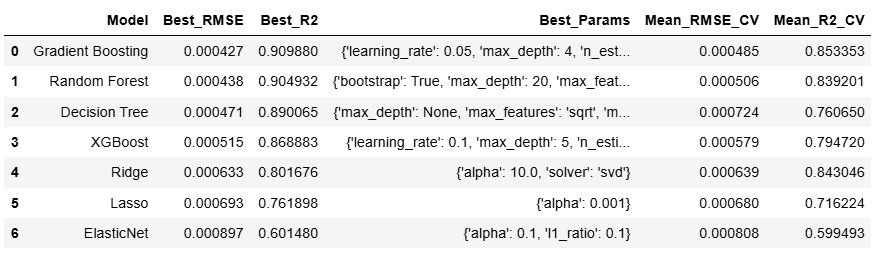 Model Best_RMSE Best_R2 Best_Params Mean_RMSE_CV Mean_R2_CV
0 Gradient Boosting 0.000427 0.909880 {'learning_rate': 0.05, 'max_depth': 4, 'n_est... 0.000485 0.853353
1 Random Forest 0.000438 0.904932 {'bootstrap': True, 'max_depth': 20, 'max_feat... 0.000506 0.839201
2 Decision Tree 0.000471 0.890065 {'max_depth': None, 'max_features': 'sqrt', 'm... 0.000724 0.760650
3 XGBoost 0.000515 0.868883 {'learning_rate': 0.1, 'max_depth': 5, 'n_esti... 0.000579 0.794720
4 Ridge 0.000633 0.801676 {'alpha': 10.0, 'solver': 'svd'} 0.000639 0.843046
5 Lasso 0.000693 0.761898 {'alpha': 0.001} 0.000680 0.716224
6 ElasticNet 0.000897 0.601480 {'alpha': 0.1, 'l1_ratio': 0.1} 0.000808 0.599493